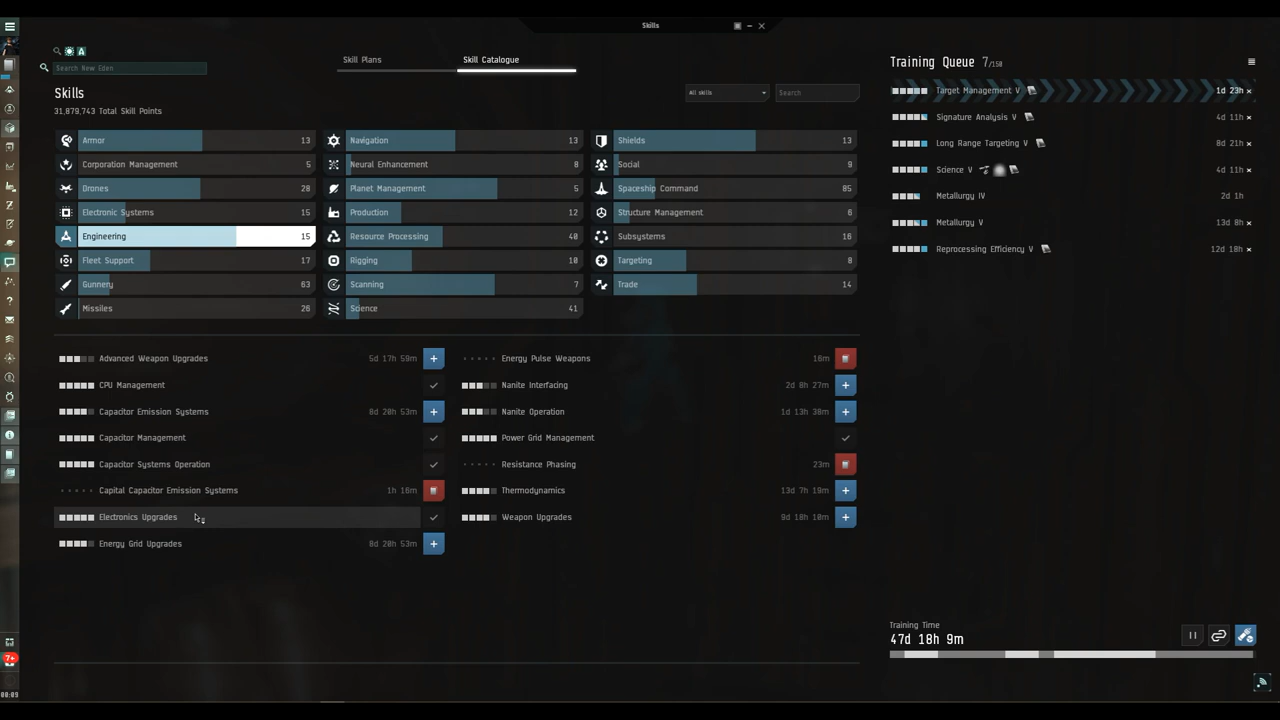 Skills
Search New Eden
Skill Plans
Skill Catalogue
Skills
31,879,743 Total Skill Points
All skills
Search
Armor 13
Navigation 13
Shields 13
Corporation Management 5
Neural Enhancement 8
Social 9
Drones 28
Planet Management 5
Spaceship Command 85
Electronic Systems 15
Production 12
Structure Management 6
Engineering 15
Resource Processing 40
Subsystems 16
Fleet Support 17
Rigging 10
Targeting 8
Gunnery 63
Scanning 7
Trade 14
Missiles 26
Science 41
Advanced Weapon Upgrades 5d 17h 59m
Energy Pulse Weapons 16m
CPU Management
Nanite Interfacing 2d 8h 27m
Capacitor Emission Systems 8d 20h 53m
Nanite Operation 1d 13h 38m
Capacitor Management
Power Grid Management
Capacitor Systems Operation
Resistance Phasing 23m
Capital Capacitor Emission Systems 1h 16m
Thermodynamics 13d 7h 19m
Electronics Upgrades
Weapon Upgrades 9d 18h 10m
Energy Grid Upgrades 8d 20h 53m
Training Queue 7/150
Target Management V 1d 23h
Signature Analysis V 4d 11h
Long Range Targeting V 8d 21h
Science V 4d 11h
Metallurgy IV 2d 1h
Metallurgy V 13d 8h
Reprocessing Efficiency V 12d 18h
Training Time
47d 18h 9m
7+
00:09